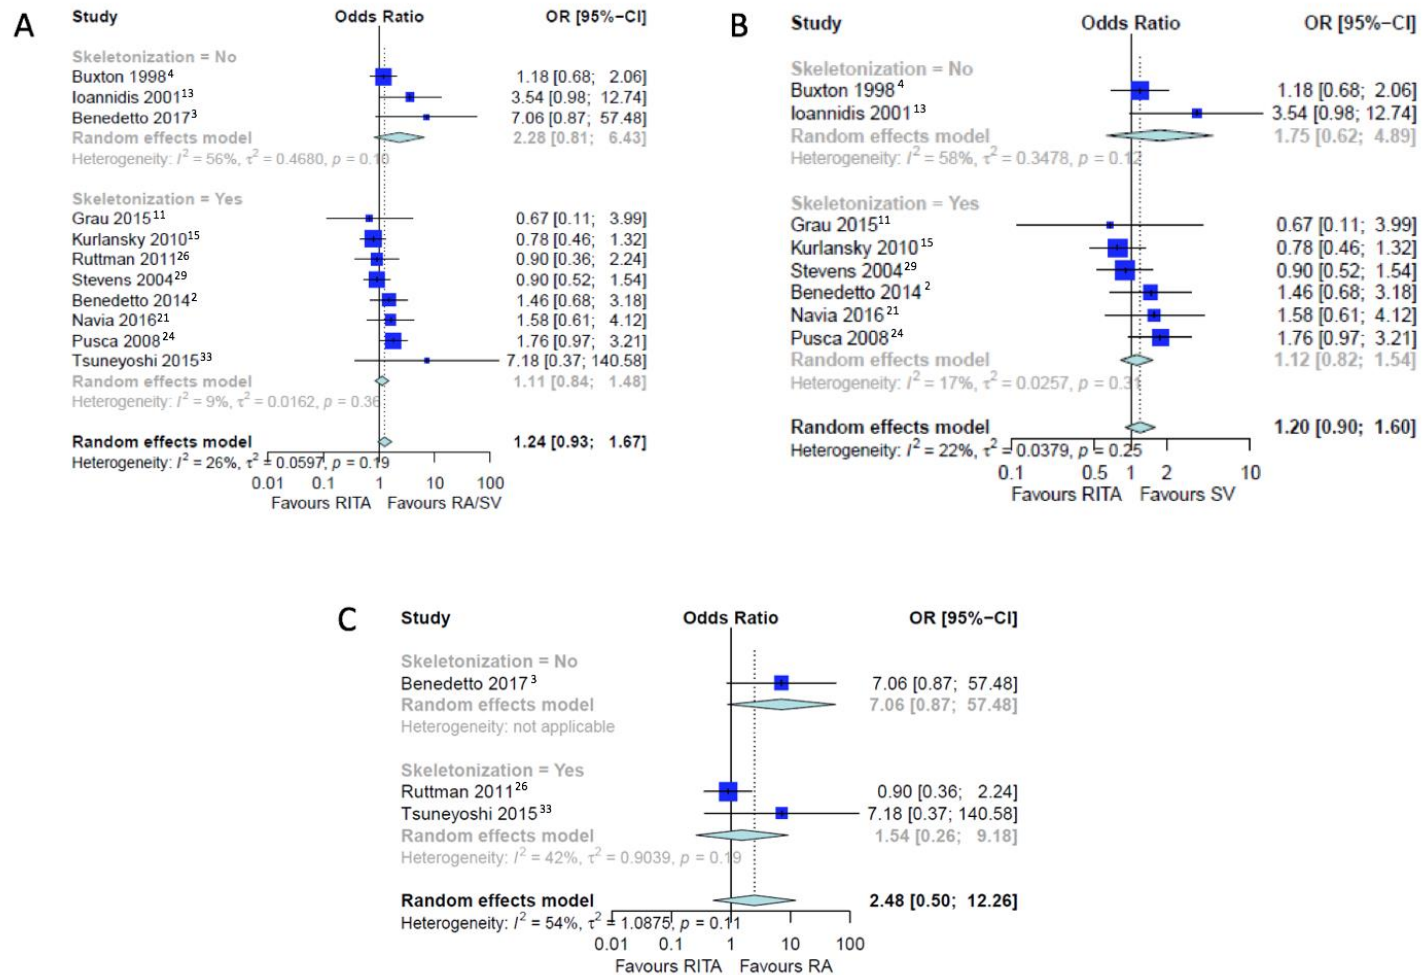 A
Study Odds Ratio OR [95%−CI]
Skeletonization = No
Buxton 1998⁴ 1.18 [0.68; 2.06]
Ioannidis 2001¹³ 3.54 [0.98; 12.74]
Benedetto 2017³ 7.06 [0.87; 57.48]
Random effects model 2.28 [0.81; 6.43]
Heterogeneity: I² = 56%, τ² = 0.4680, p = 0.10
Skeletonization = Yes
Grau 2015¹¹ 0.67 [0.11; 3.99]
Kurlansky 2010¹⁵ 0.78 [0.46; 1.32]
Ruttman 2011²⁶ 0.90 [0.36; 2.24]
Stevens 2004²⁹ 0.90 [0.52; 1.54]
Benedetto 2014² 1.46 [0.68; 3.18]
Navia 2016²¹ 1.58 [0.61; 4.12]
Pusca 2008²⁴ 1.76 [0.97; 3.21]
Tsuneyoshi 2015³³ 7.18 [0.37; 140.58]
Random effects model 1.11 [0.84; 1.48]
Heterogeneity: I² = 9%, τ² = 0.0162, p = 0.36
Random effects model 1.24 [0.93; 1.67]
Heterogeneity: I² = 26%, τ² = 0.0597, p = 0.19
0.01 0.1 1 10 100
Favours RITA Favours RA/SV
B
Study Odds Ratio OR [95%−CI]
Skeletonization = No
Buxton 1998⁴ 1.18 [0.68; 2.06]
Ioannidis 2001¹³ 3.54 [0.98; 12.74]
Random effects model 1.75 [0.62; 4.89]
Heterogeneity: I² = 58%, τ² = 0.3478, p = 0.12
Skeletonization = Yes
Grau 2015¹¹ 0.67 [0.11; 3.99]
Kurlansky 2010¹⁵ 0.78 [0.46; 1.32]
Stevens 2004²⁹ 0.90 [0.52; 1.54]
Benedetto 2014² 1.46 [0.68; 3.18]
Navia 2016²¹ 1.58 [0.61; 4.12]
Pusca 2008²⁴ 1.76 [0.97; 3.21]
Random effects model 1.12 [0.82; 1.54]
Heterogeneity: I² = 17%, τ² = 0.0257, p = 0.31
Random effects model 1.20 [0.90; 1.60]
Heterogeneity: I² = 22%, τ² = 0.0379, p = 0.25
0.1 0.5 1 2 10
Favours RITA Favours SV
C
Study Odds Ratio OR [95%−CI]
Skeletonization = No
Benedetto 2017³ 7.06 [0.87; 57.48]
Random effects model 7.06 [0.87; 57.48]
Heterogeneity: not applicable
Skeletonization = Yes
Ruttman 2011²⁶ 0.90 [0.36; 2.24]
Tsuneyoshi 2015³³ 7.18 [0.37; 140.58]
Random effects model 1.54 [0.26; 9.18]
Heterogeneity: I² = 42%, τ² = 0.9039, p = 0.19
Random effects model 2.48 [0.50; 12.26]
Heterogeneity: I² = 54%, τ² = 1.0875, p = 0.11
0.01 0.1 1 10 100
Favours RITA Favours RA